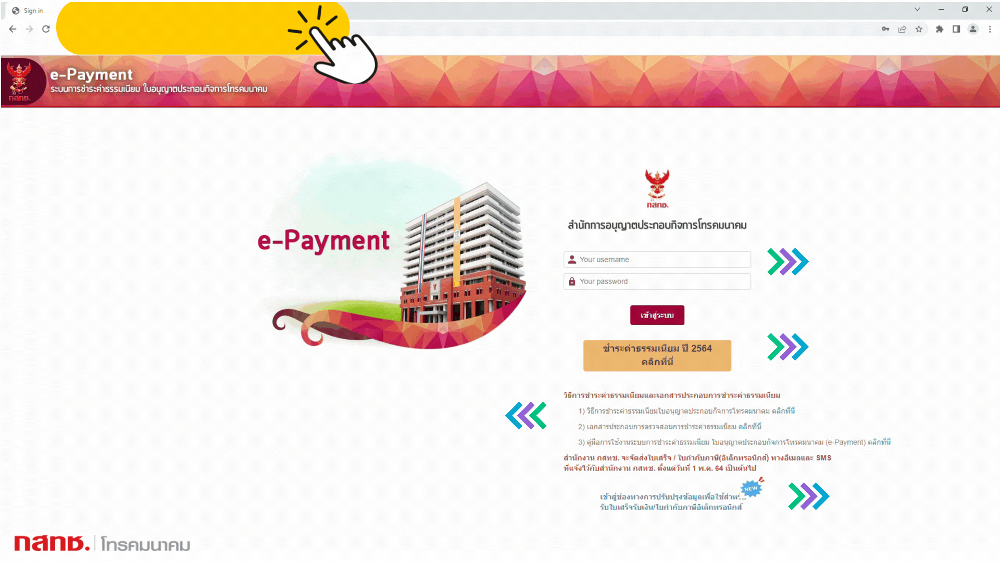 Sign in
e-Payment
ระบบการชำระค่าธรรมเนียม ใบอนุญาตประกอบกิจการโทรคมนาคม
กสทช.
e-Payment
กสทช.
สำนักการอนุญาตประกอบกิจการโทรคมนาคม
Your username
Your password
เข้าสู่ระบบ
ชำระค่าธรรมเนียม ปี 2564
คลิกที่นี่
วิธีการชำระค่าธรรมเนียมและเอกสารประกอบการชำระค่าธรรมเนียม
1) วิธีการชำระค่าธรรมเนียมใบอนุญาตประกอบกิจการโทรคมนาคม คลิกที่นี่
2) เอกสารประกอบการตรวจสอบการชำระค่าธรรมเนียม คลิกที่นี่
3) คู่มือการใช้งานระบบการชำระค่าธรรมเนียม ใบอนุญาตประกอบกิจการโทรคมนาคม (e-Payment) คลิกที่นี่
สำนักงาน กสทช. จะจัดส่งใบเสร็จ / ใบกำกับภาษี(อิเล็กทรอนิกส์) ทางอีเมลและ SMS
ที่แจ้งไว้กับสำนักงาน กสทช. ตั้งแต่วันที่ 1 พ.ค. 64 เป็นต้นไป
NEW
เข้าสู่ช่องทางการปรับปรุงข้อมูลเพื่อใช้สำหรับ
รับใบเสร็จรับเงิน/ใบกำกับภาษีอิเล็กทรอนิกส์
กสทช. โทรคมนาคม